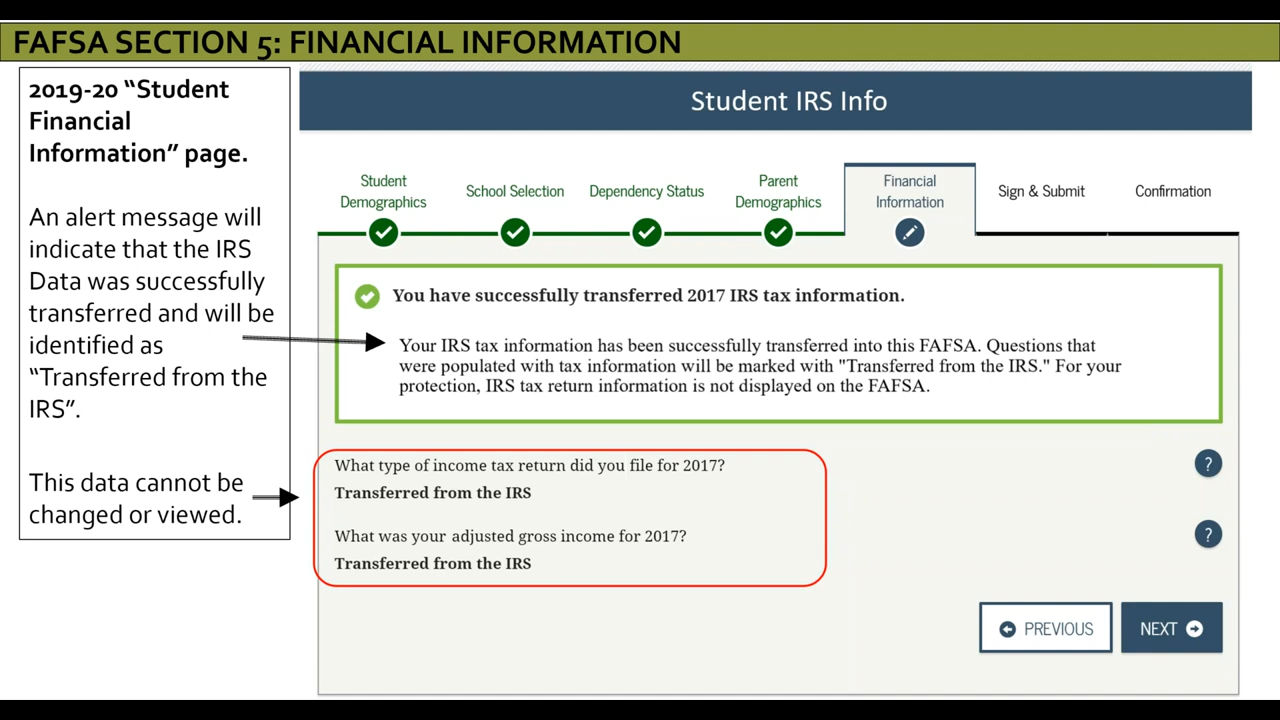 FAFSA SECTION 5: FINANCIAL INFORMATION
2019-20 “Student
Financial
Information” page.
An alert message will
indicate that the IRS
Data was successfully
transferred and will be
identified as
“Transferred from the
IRS”.
This data cannot be
changed or viewed.
Student IRS Info
Student
Demographics
School Selection
Dependency Status
Parent
Demographics
Financial
Information
Sign & Submit
Confirmation
You have successfully transferred 2017 IRS tax information.
Your IRS tax information has been successfully transferred into this FAFSA. Questions that
were populated with tax information will be marked with "Transferred from the IRS." For your
protection, IRS tax return information is not displayed on the FAFSA.
What type of income tax return did you file for 2017?
?
Transferred from the IRS
What was your adjusted gross income for 2017?
?
Transferred from the IRS
PREVIOUS
NEXT